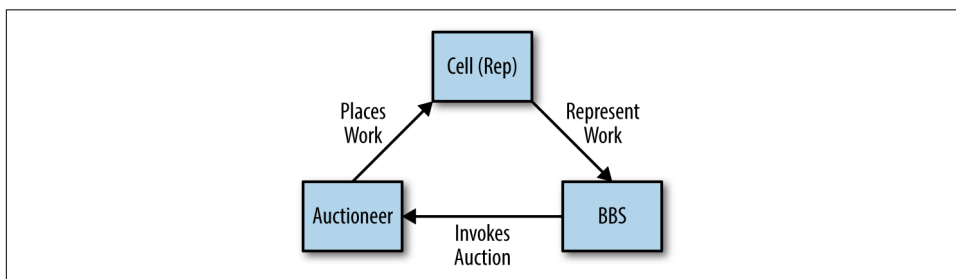 Cell (Rep)
Places
Work
Represent
Work
Auctioneer
BBS
Invokes
Auction